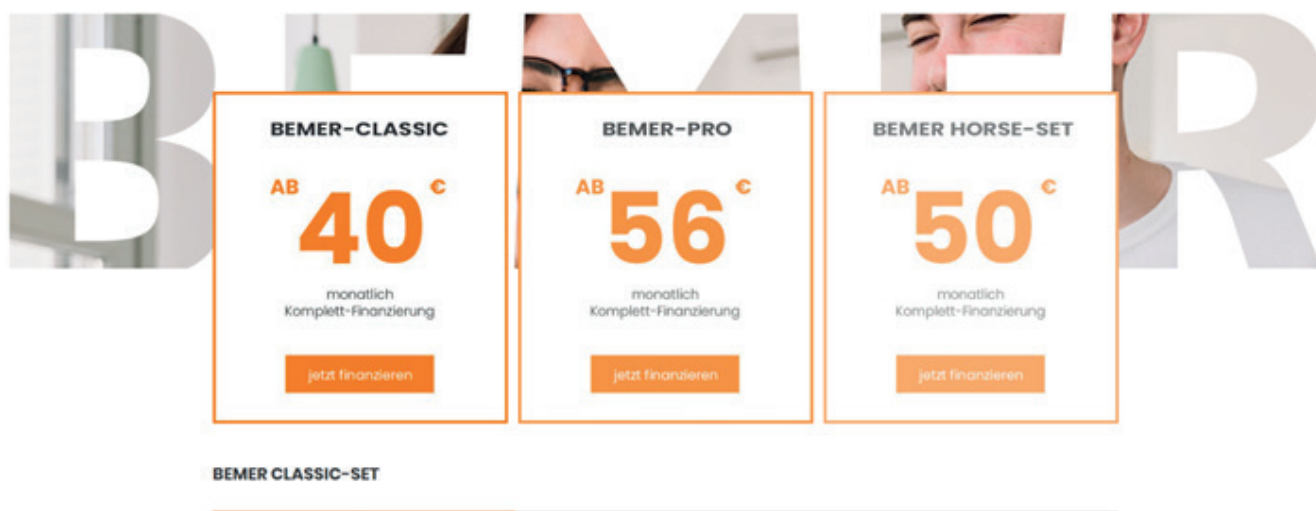 BEMER
BEMER-CLASSIC
AB 40 €
monatlich
Komplett-Finanzierung
jetzt finanzieren
BEMER-PRO
AB 56 €
monatlich
Komplett-Finanzierung
jetzt finanzieren
BEMER HORSE-SET
AB 50 €
monatlich
Komplett-Finanzierung
jetzt finanzieren
BEMER CLASSIC-SET